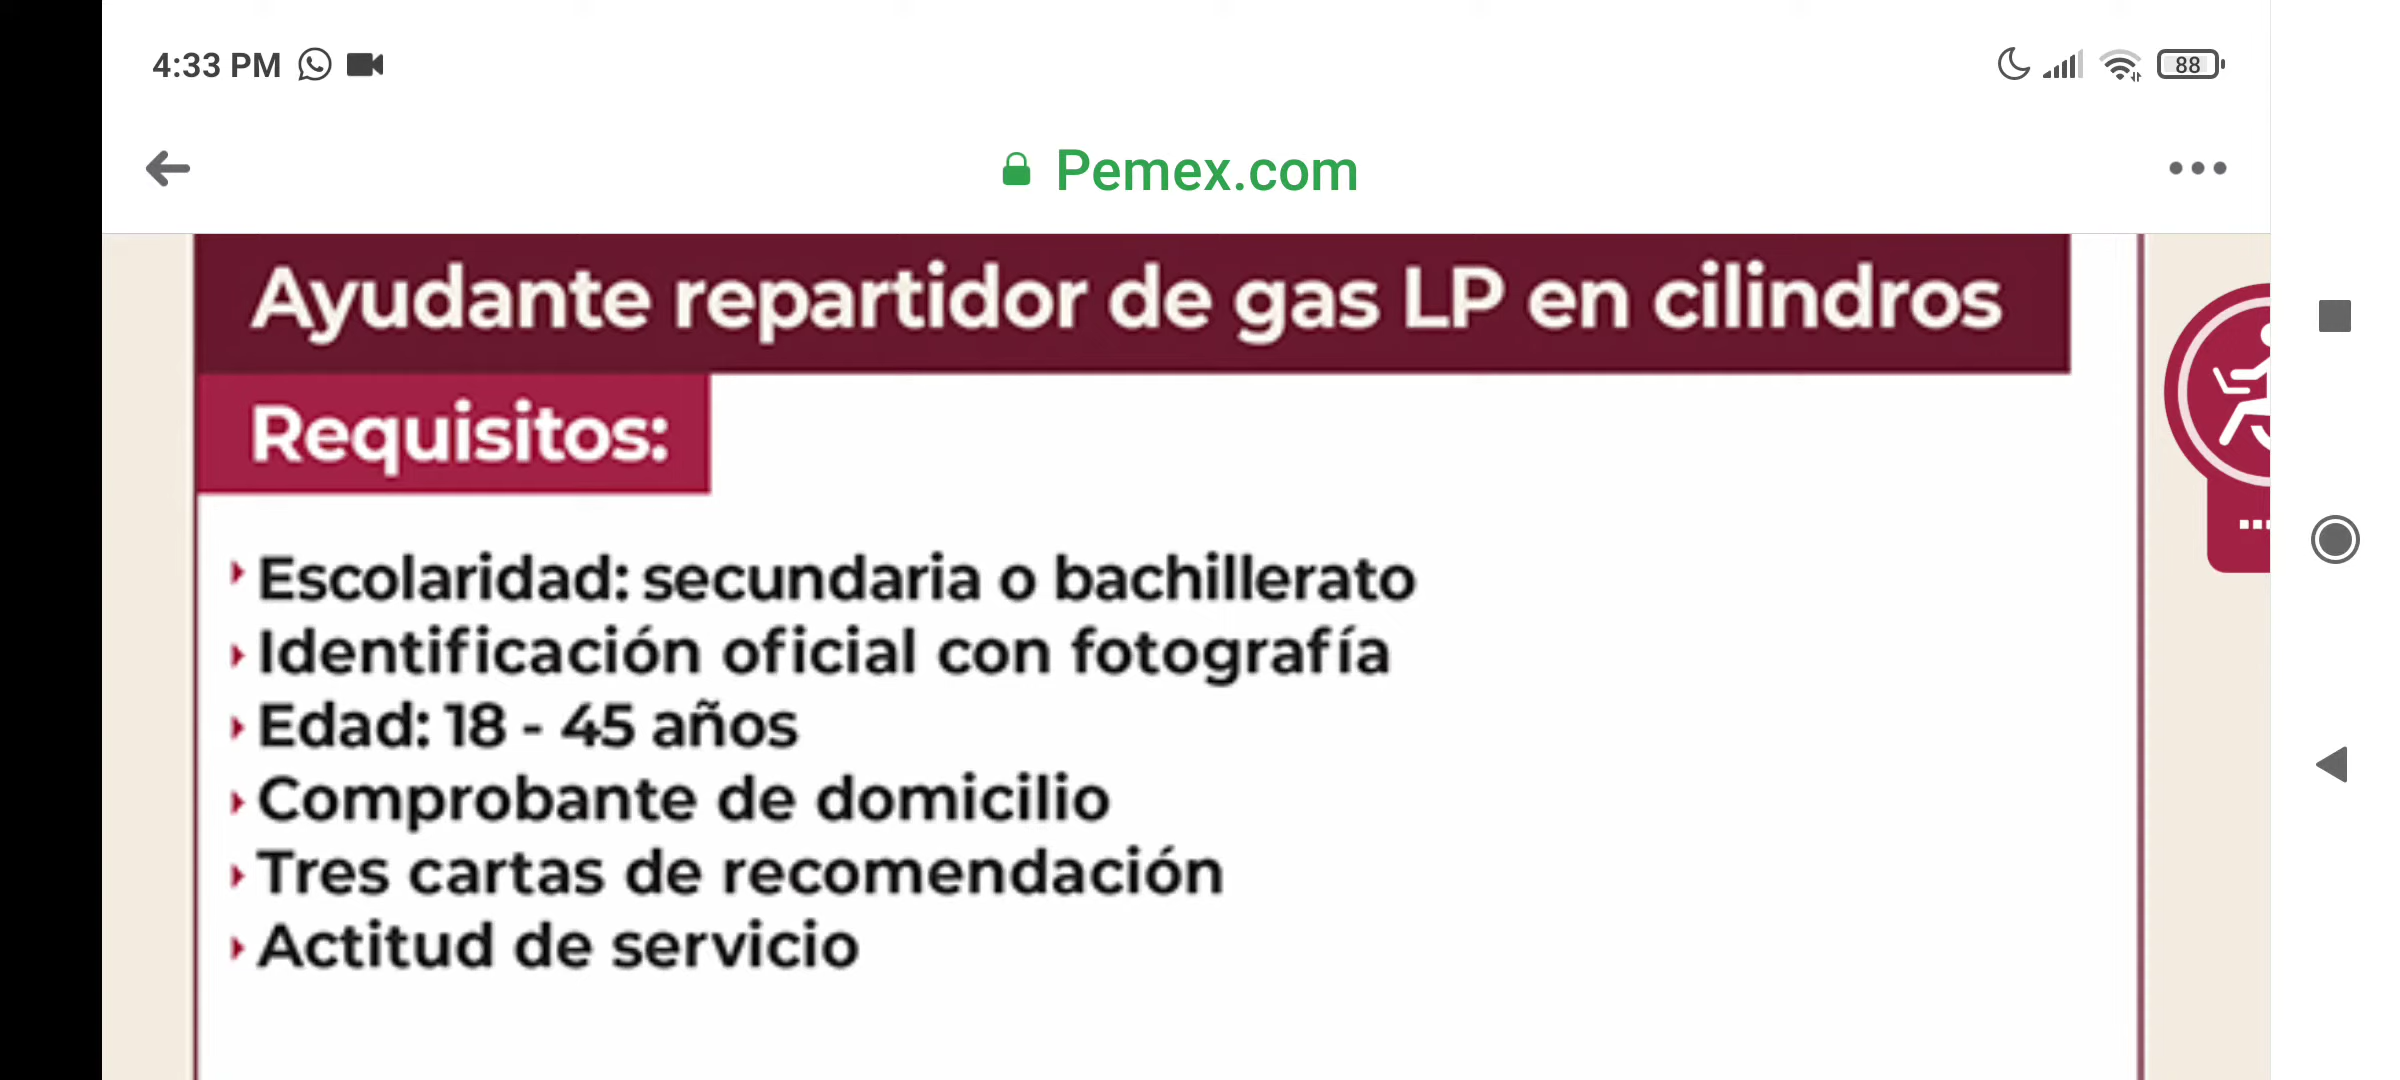 4:33 PM
88
Pemex.com
Ayudante repartidor de gas LP en cilindros
Requisitos:
Escolaridad: secundaria o bachillerato
Identificación oficial con fotografía
Edad: 18 - 45 años
Comprobante de domicilio
Tres cartas de recomendación
Actitud de servicio